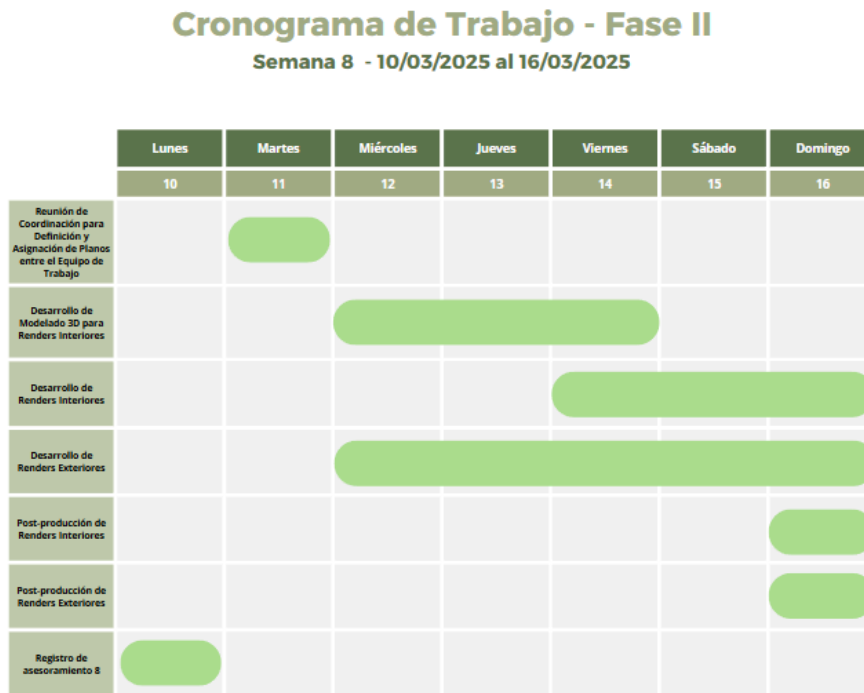 Cronograma de Trabajo - Fase II
Semana 8 - 10/03/2025 al 16/03/2025
Lunes Martes Miércoles Jueves Viernes Sábado Domingo
10 11 12 13 14 15 16
Reunión de
Coordinación para
Definición y
Asignación de Planos
entre el Equipo de
Trabajo
Desarrollo de
Modelado 3D para
Renders Interiores
Desarrollo de
Renders Interiores
Desarrollo de
Renders Exteriores
Post-producción de
Renders Interiores
Post-producción de
Renders Exteriores
Registro de
asesoramiento 8